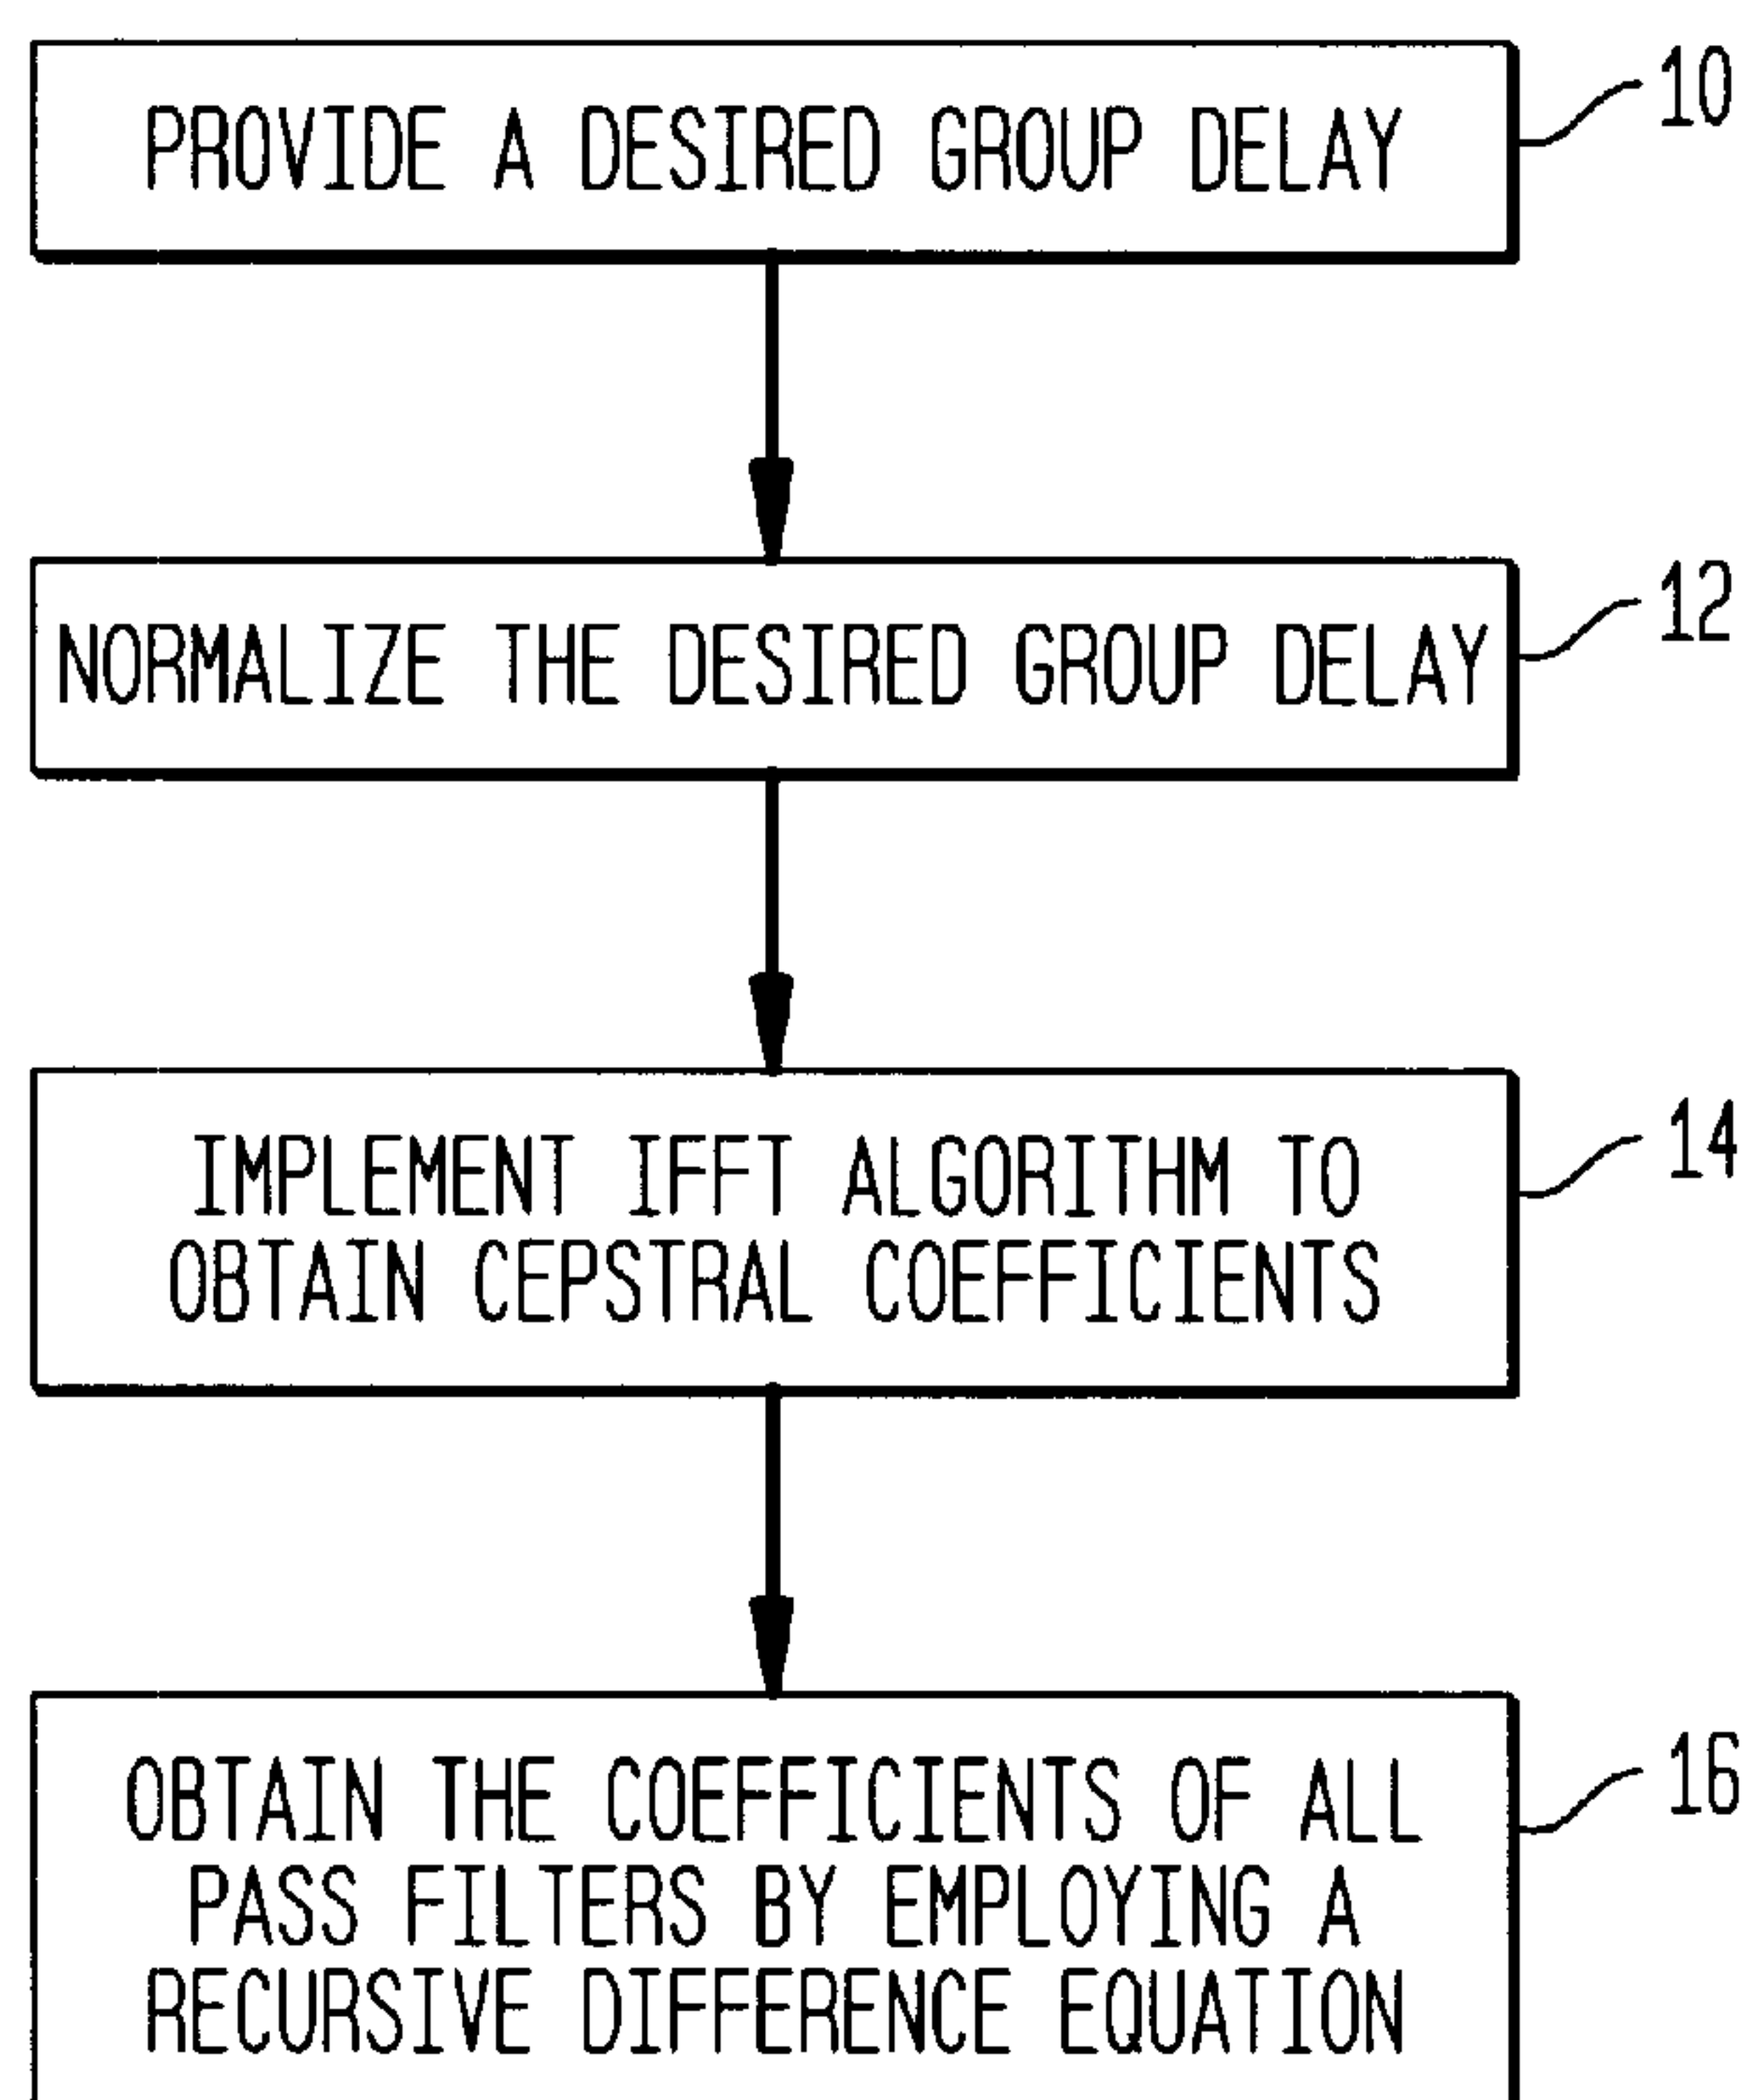 PROVIDE A DESIRED GROUP DELAY
10
NORMALIZE THE DESIRED GROUP DELAY
12
IMPLEMENT IFFT ALGORITHM TO
OBTAIN CEPSTRAL COEFFICIENTS
14
OBTAIN THE COEFFICIENTS OF ALL
PASS FILTERS BY EMPLOYING A
RECURSIVE DIFFERENCE EQUATION
16